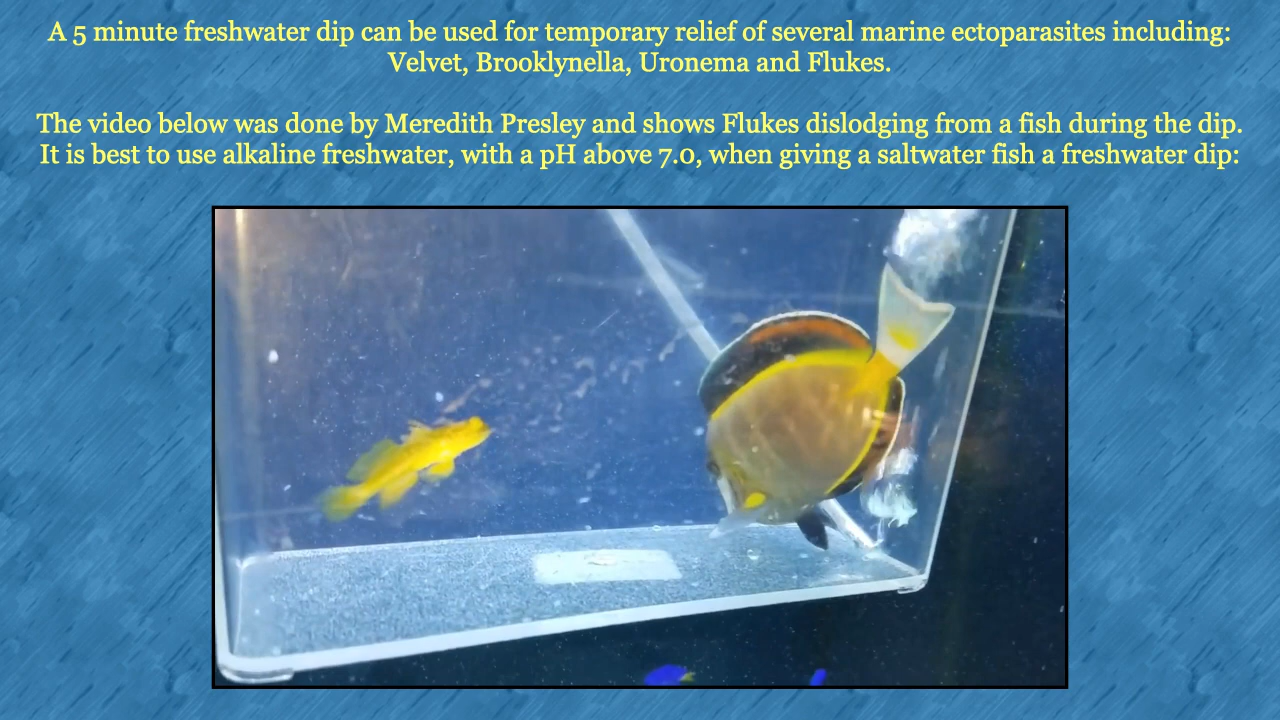 A 5 minute freshwater dip can be used for temporary relief of several marine ectoparasites including:
Velvet, Brooklynella, Uronema and Flukes.
The video below was done by Meredith Presley and shows Flukes dislodging from a fish during the dip.
It is best to use alkaline freshwater, with a pH above 7.0, when giving a saltwater fish a freshwater dip: